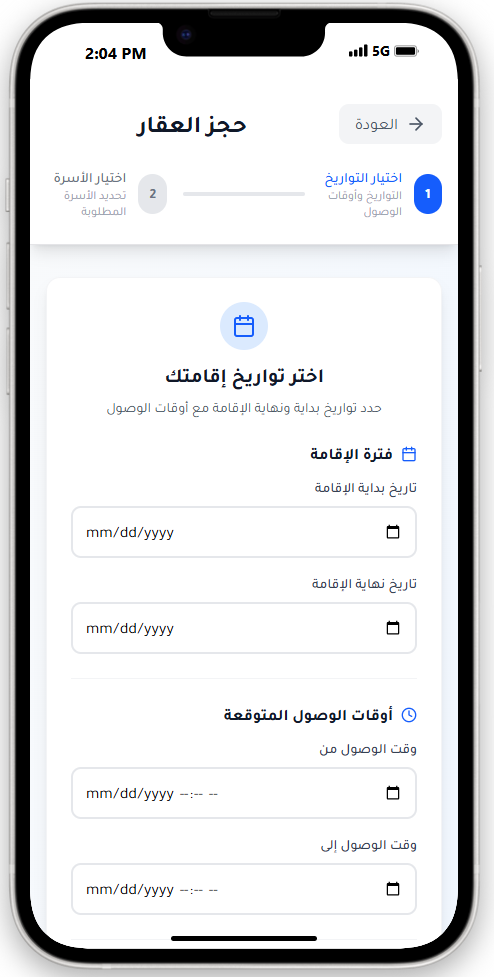 2:04 PM
5G
العودة
حجز العقار
1
اختيار التواريخ
التواريخ وأوقات
الوصول
2
اختيار الأسرة
تحديد الأسرة
المطلوبة
اختر تواريخ إقامتك
حدد تواريخ بداية ونهاية الإقامة مع أوقات الوصول
فترة الإقامة
تاريخ بداية الإقامة
mm/dd/yyyy
تاريخ نهاية الإقامة
mm/dd/yyyy
أوقات الوصول المتوقعة
وقت الوصول من
mm/dd/yyyy --:-- --
وقت الوصول إلى
mm/dd/yyyy --:-- --